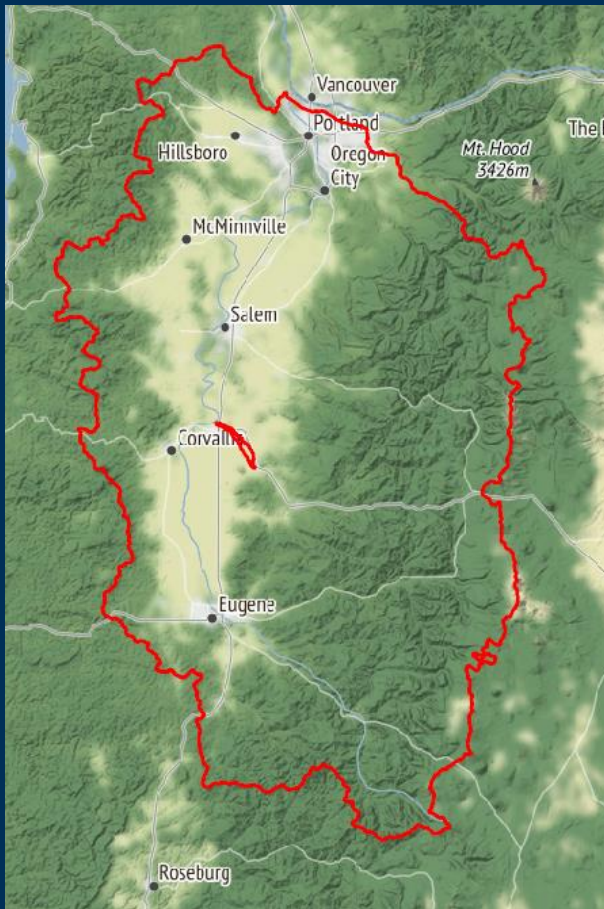 Vancouver
Portland
The
Hillsboro
Oregon
City
Mt. Hood
3426m
McMinnville
Salem
Corvallis
Eugene
Roseburg